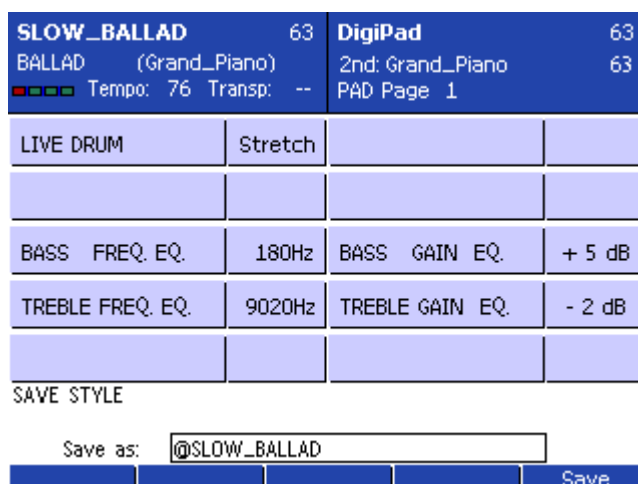 SLOW_BALLAD 63 DigiPad 63
BALLAD (Grand_Piano) 2nd: Grand_Piano 63
Tempo: 76 Transp: -- PAD Page 1
LIVE DRUM Stretch
BASS FREQ. EQ. 180Hz BASS GAIN EQ. + 5 dB
TREBLE FREQ. EQ. 9020Hz TREBLE GAIN EQ. - 2 dB
SAVE STYLE
Save as: @SLOW_BALLAD
Save